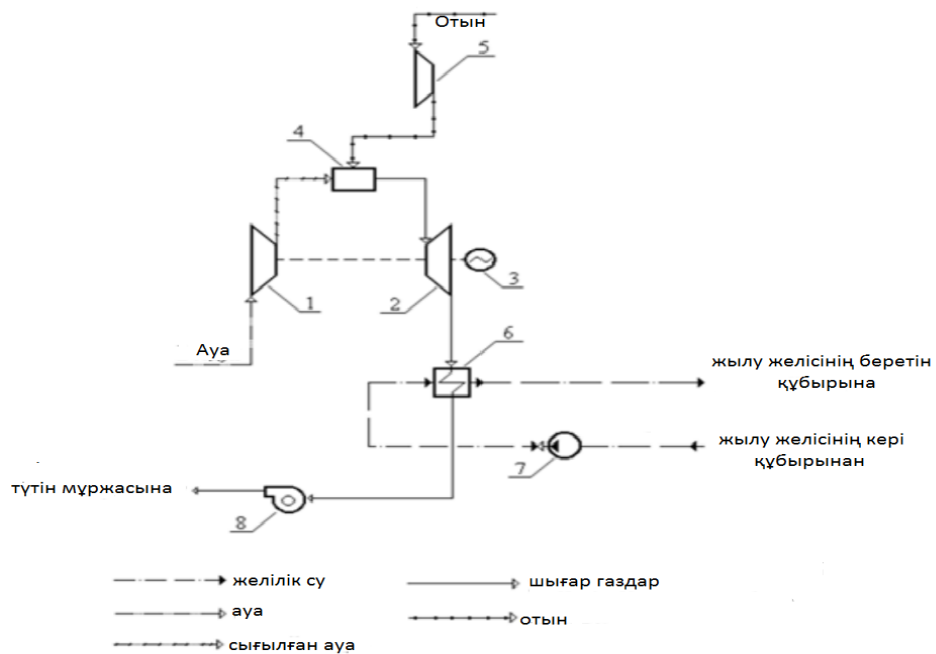 Отын
5
4
3
1
2
Ауа
6
жылу желісінің беретін
құбырына
жылу желісінің кері
құбырынан
7
түтін мұржасына
8
желілік су
шығар газдар
ауа
отын
сығылған ауа